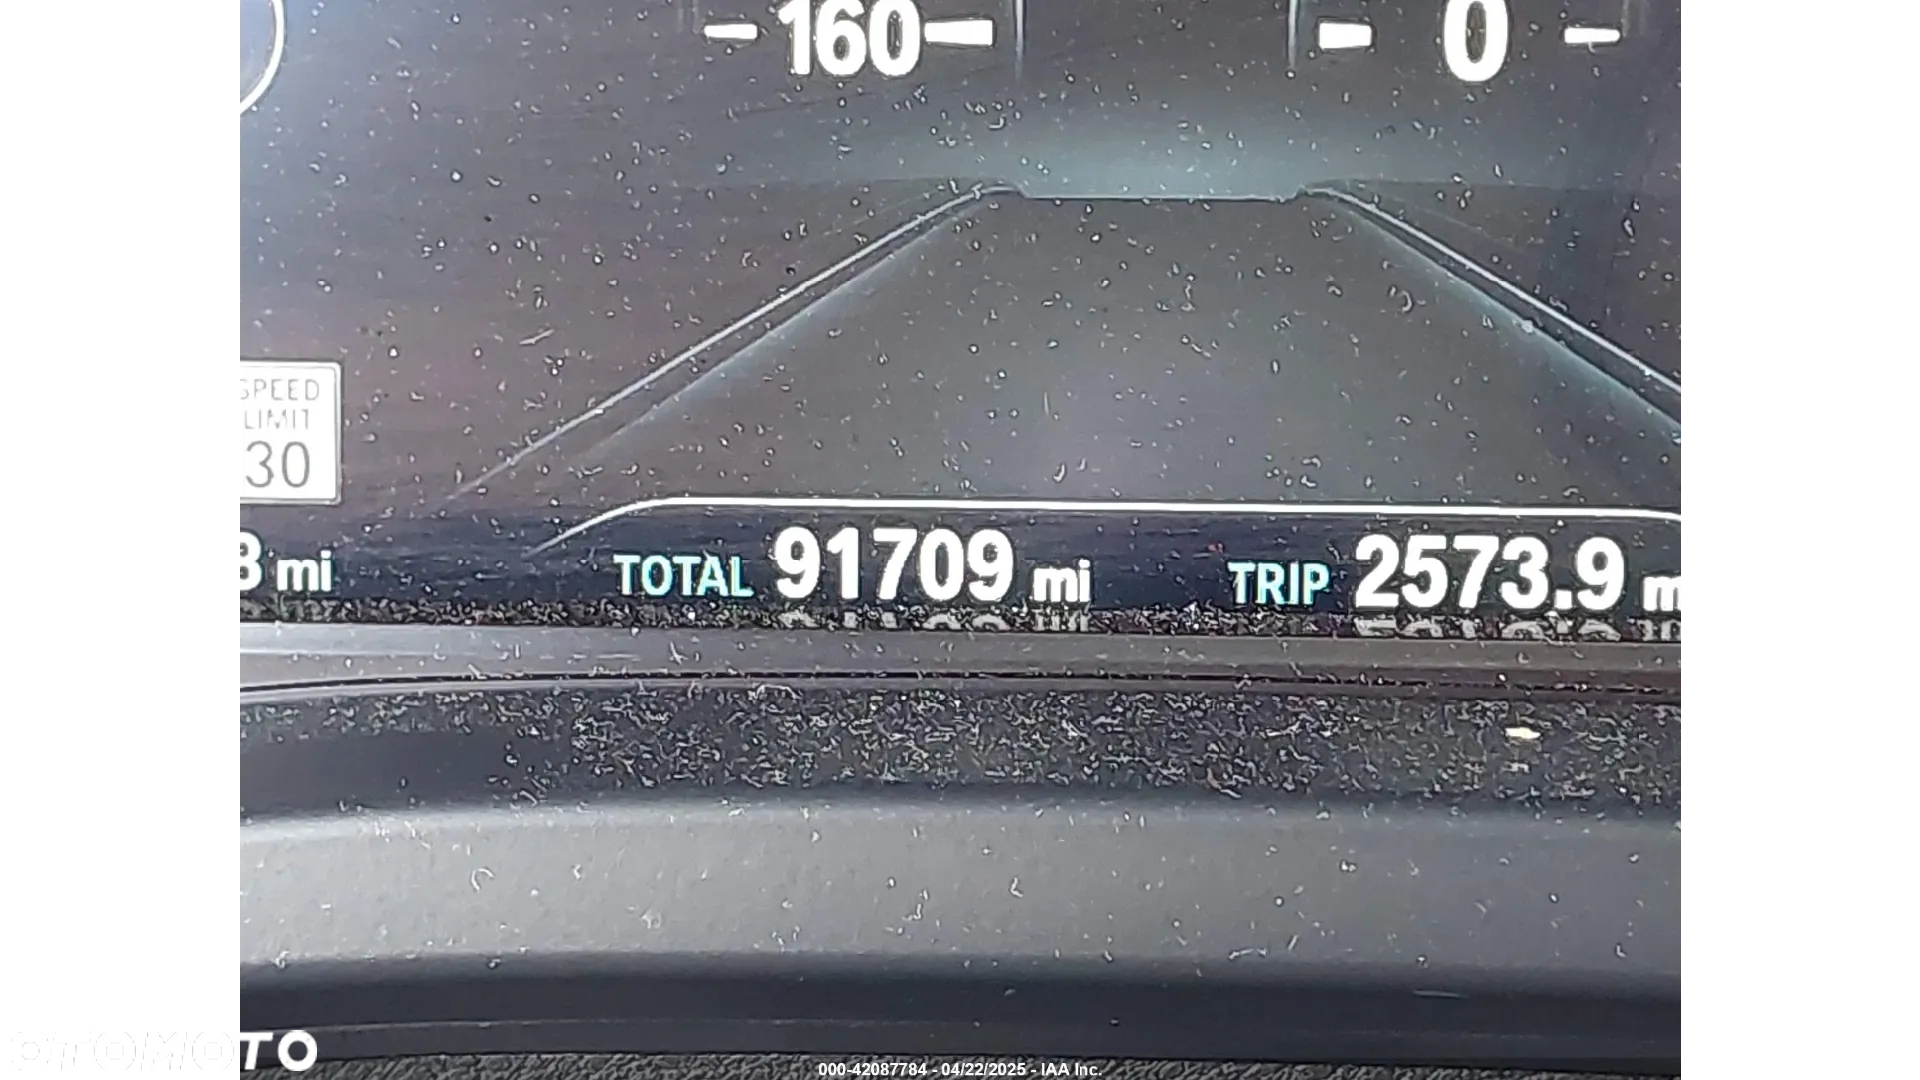 160 0
SPEED
LIMIT
30
8 mi TOTAL 91709 mi TRIP 2573.9 m
OTOMOTO
000-42087784 - 04/22/2025 - IAA Inc.